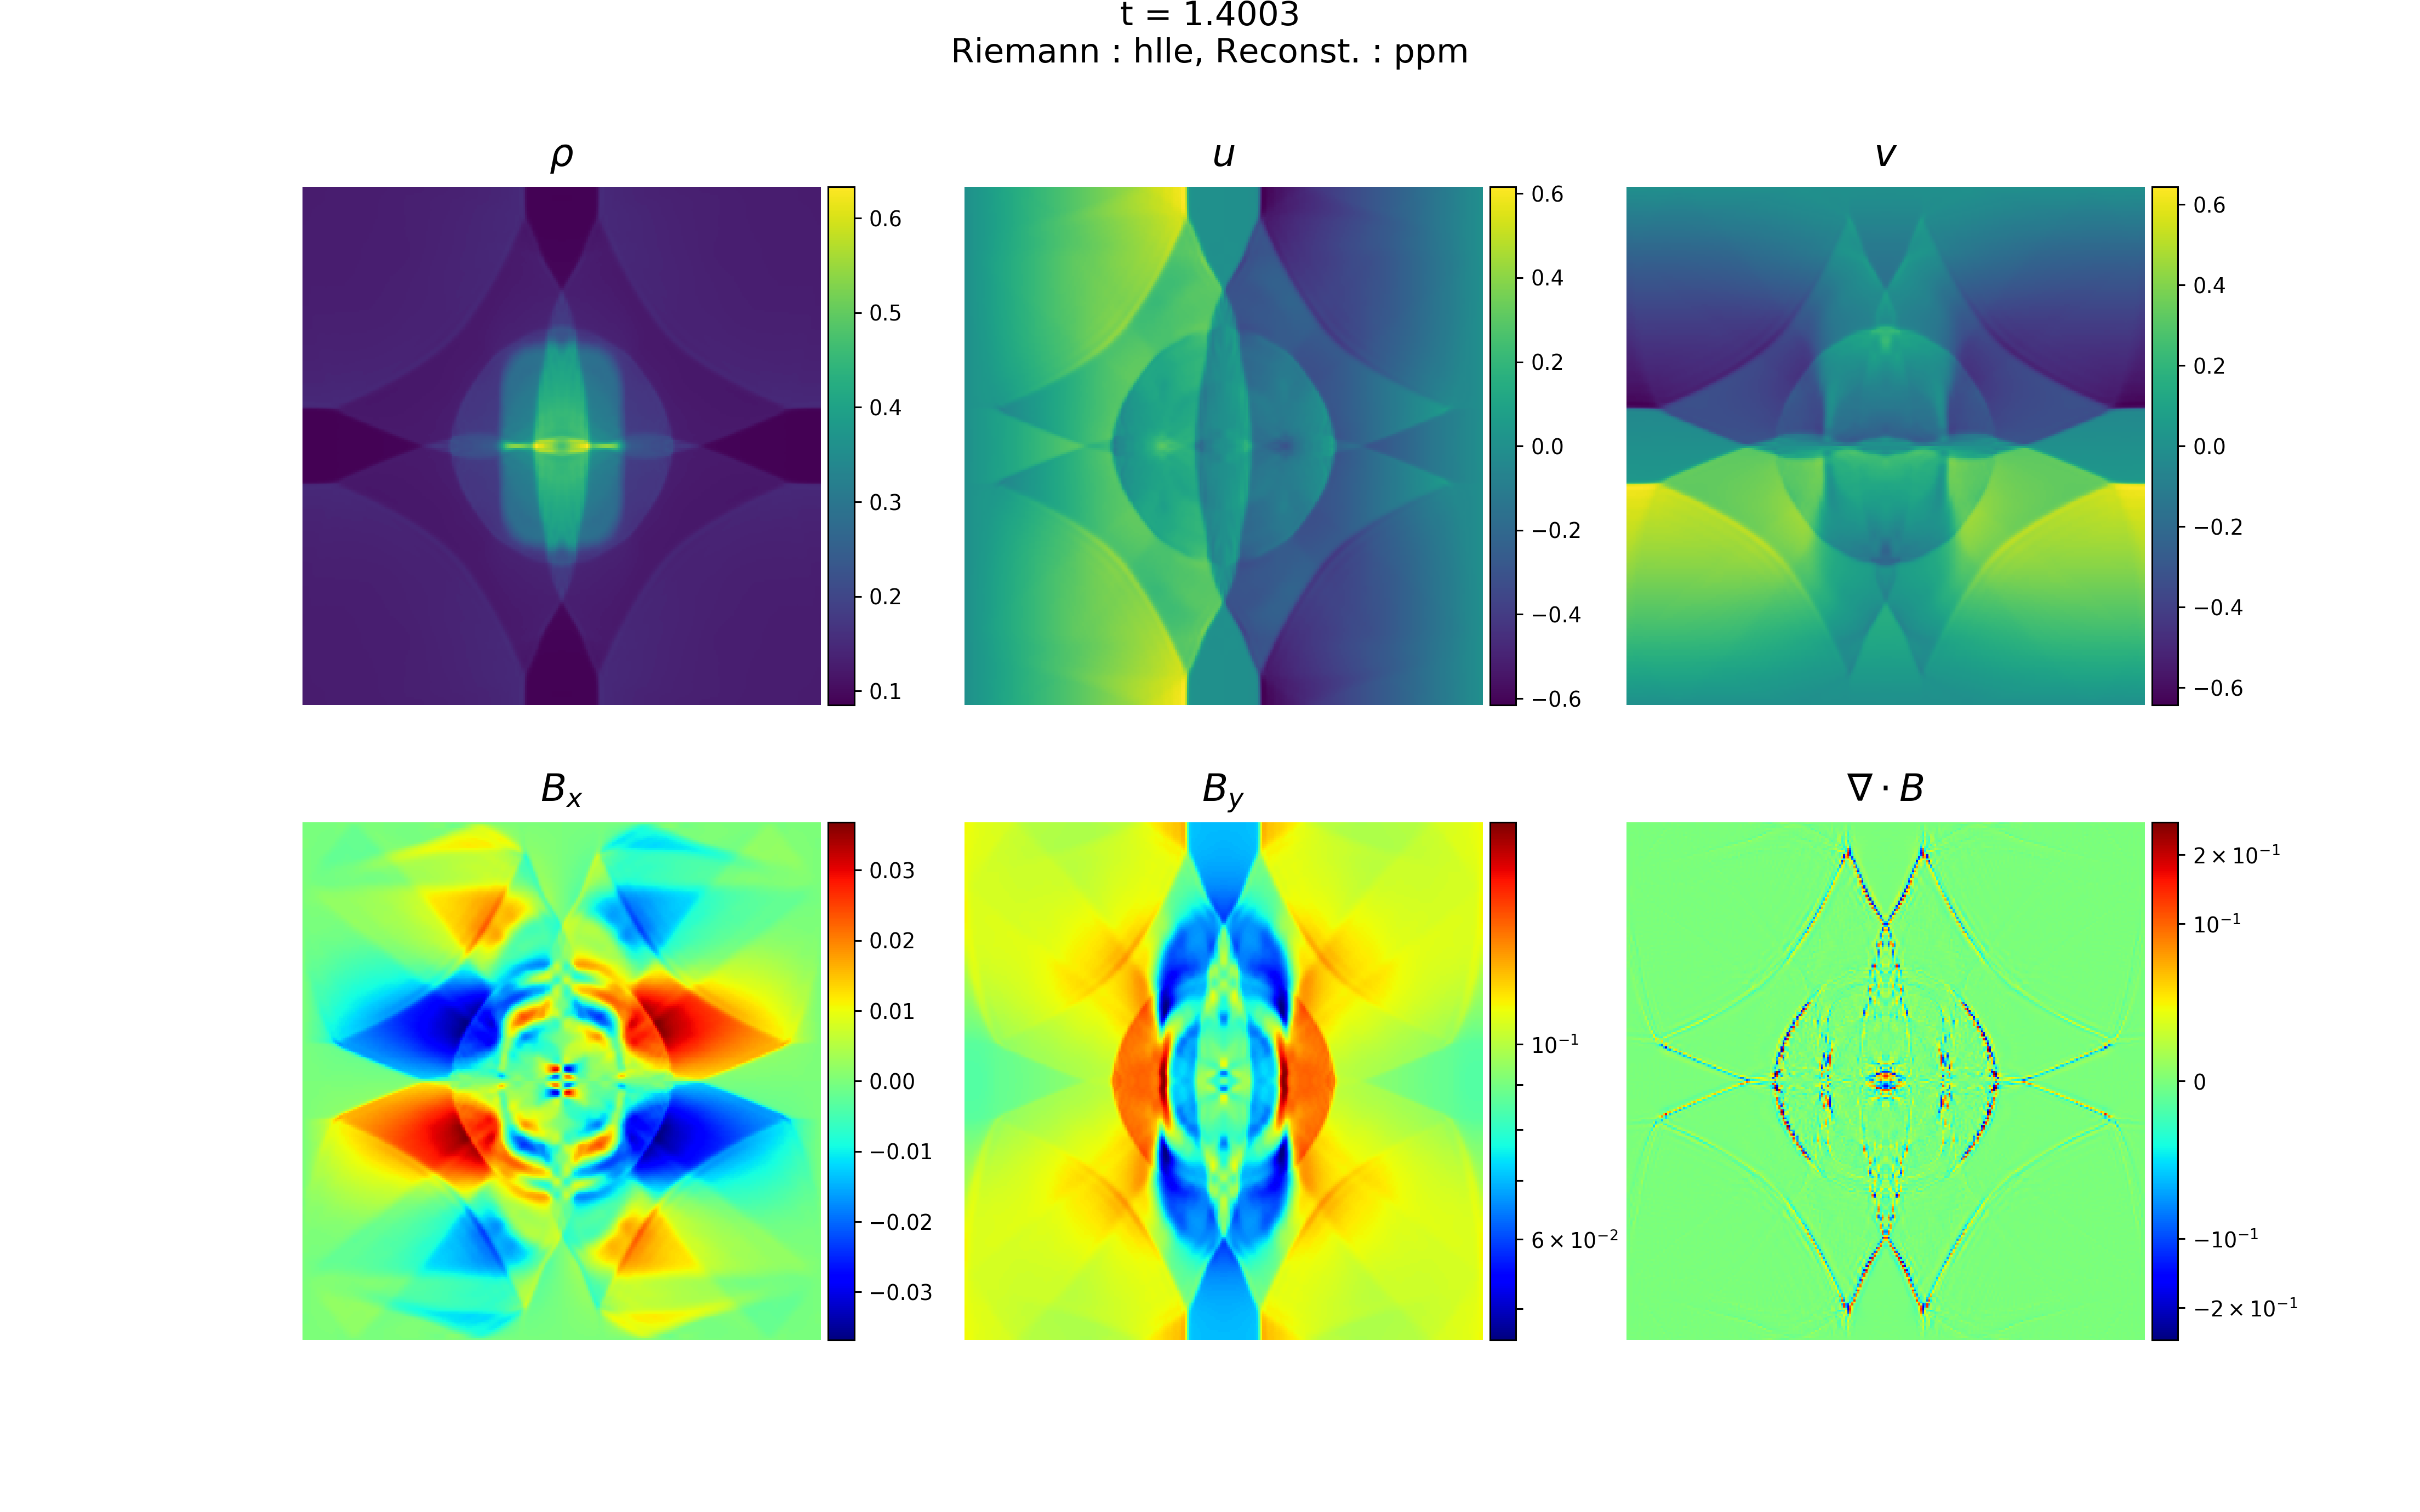 t = 1.4003
Riemann : hlle, Reconst. : ppm
ρ
0.6
0.5
0.4
0.3
0.2
0.1
u
0.6
0.4
0.2
0.0
−0.2
−0.4
−0.6
v
0.6
0.4
0.2
0.0
−0.2
−0.4
−0.6
Bₓ
0.03
0.02
0.01
0.00
−0.01
−0.02
−0.03
B_y
10⁻¹
6 × 10⁻²
∇ · B
2 × 10⁻¹
10⁻¹
0
−10⁻¹
−2 × 10⁻¹